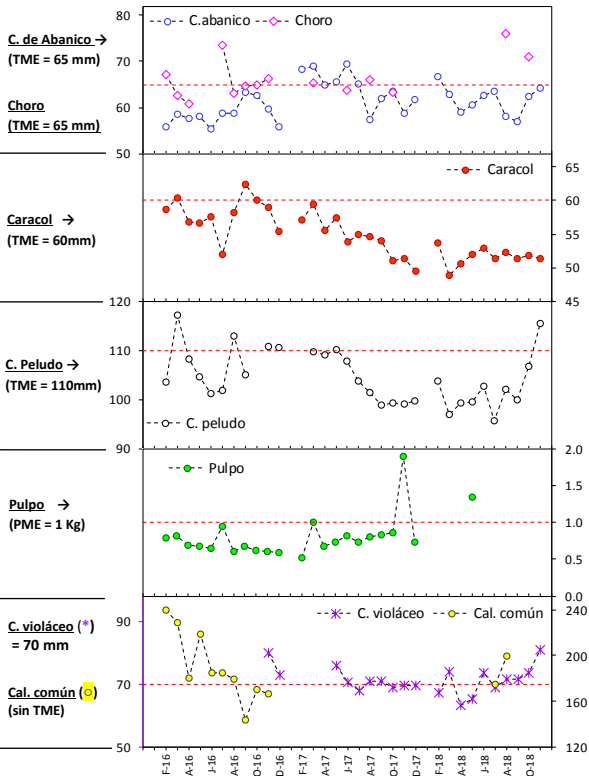 C. de Abanico →
(TME = 65 mm)
Choro
(TME = 65 mm)
80
70
60
50
C.abanico
Choro
Caracol →
(TME = 60mm)
Caracol
65
60
55
50
45
C. Peludo →
(TME = 110mm)
120
110
100
90
C. peludo
Pulpo →
(PME = 1 Kg)
Pulpo
2.0
1.5
1.0
0.5
0.0
C. violáceo (*)
= 70 mm
Cal. común (○)
(sin TME)
90
70
50
C. violáceo
Cal. común
240
200
160
120
F-16
A-16
J-16
A-16
O-16
D-16
F-17
A-17
J-17
A-17
O-17
D-17
F-18
A-18
J-18
A-18
O-18